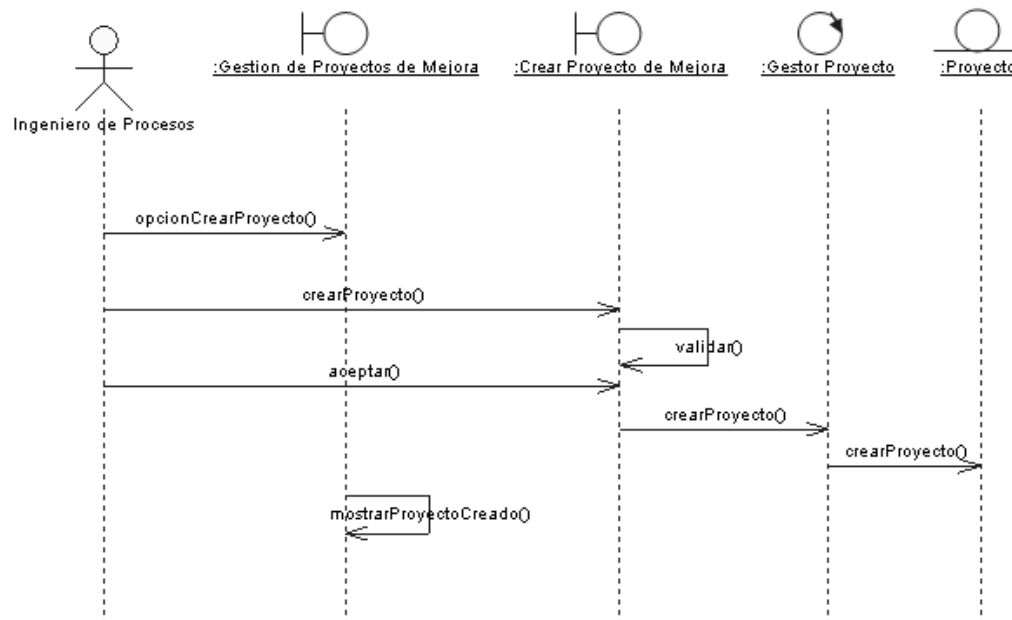 :Gestion de Proyectos de Mejora
:Crear Proyecto de Mejora
:Gestor Proyecto
:Proyecto
Ingeniero de Procesos
opcionCrearProyecto()
crearProyecto()
validar()
aceptar()
crearProyecto()
crearProyecto()
mostrarProyectoCreado()